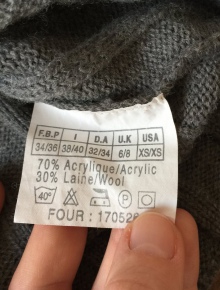 F.B.P I D.A U.K USA
34/36 38/40 32/34 6/8 XS/XS
70% Acrylique/Acrylic
30% Laine/Wool
40° P
FOUR : 170526